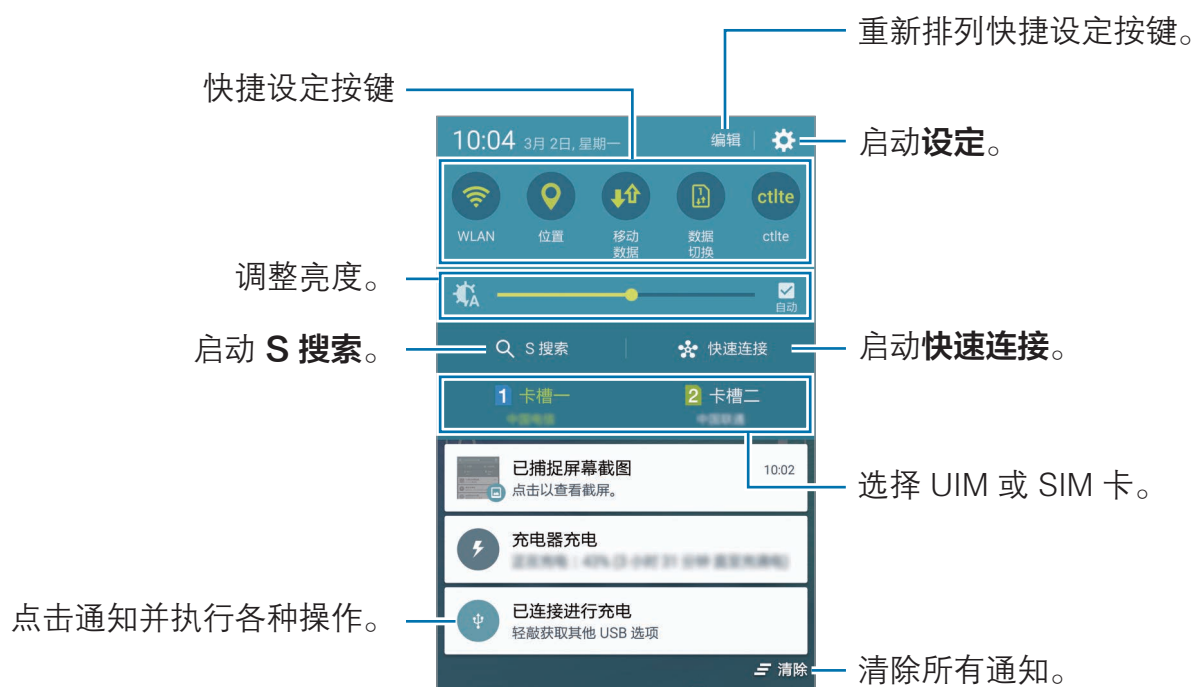 重新排列快捷设定按键。
快捷设定按键
10:04 3月 2日, 星期一
编辑
启动设定。
WLAN
位置
移动
数据
数据
切换
ctlte
ctlte
调整亮度。
A
自动
启动 S 搜索。
S 搜索
快速连接
启动快速连接。
1 卡槽一
2 卡槽二
已捕捉屏幕截图
10:02
点击以查看截屏。
选择 UIM 或 SIM 卡。
充电器充电
已连接进行充电
轻敲获取其他 USB 选项
点击通知并执行各种操作。
清除
清除所有通知。